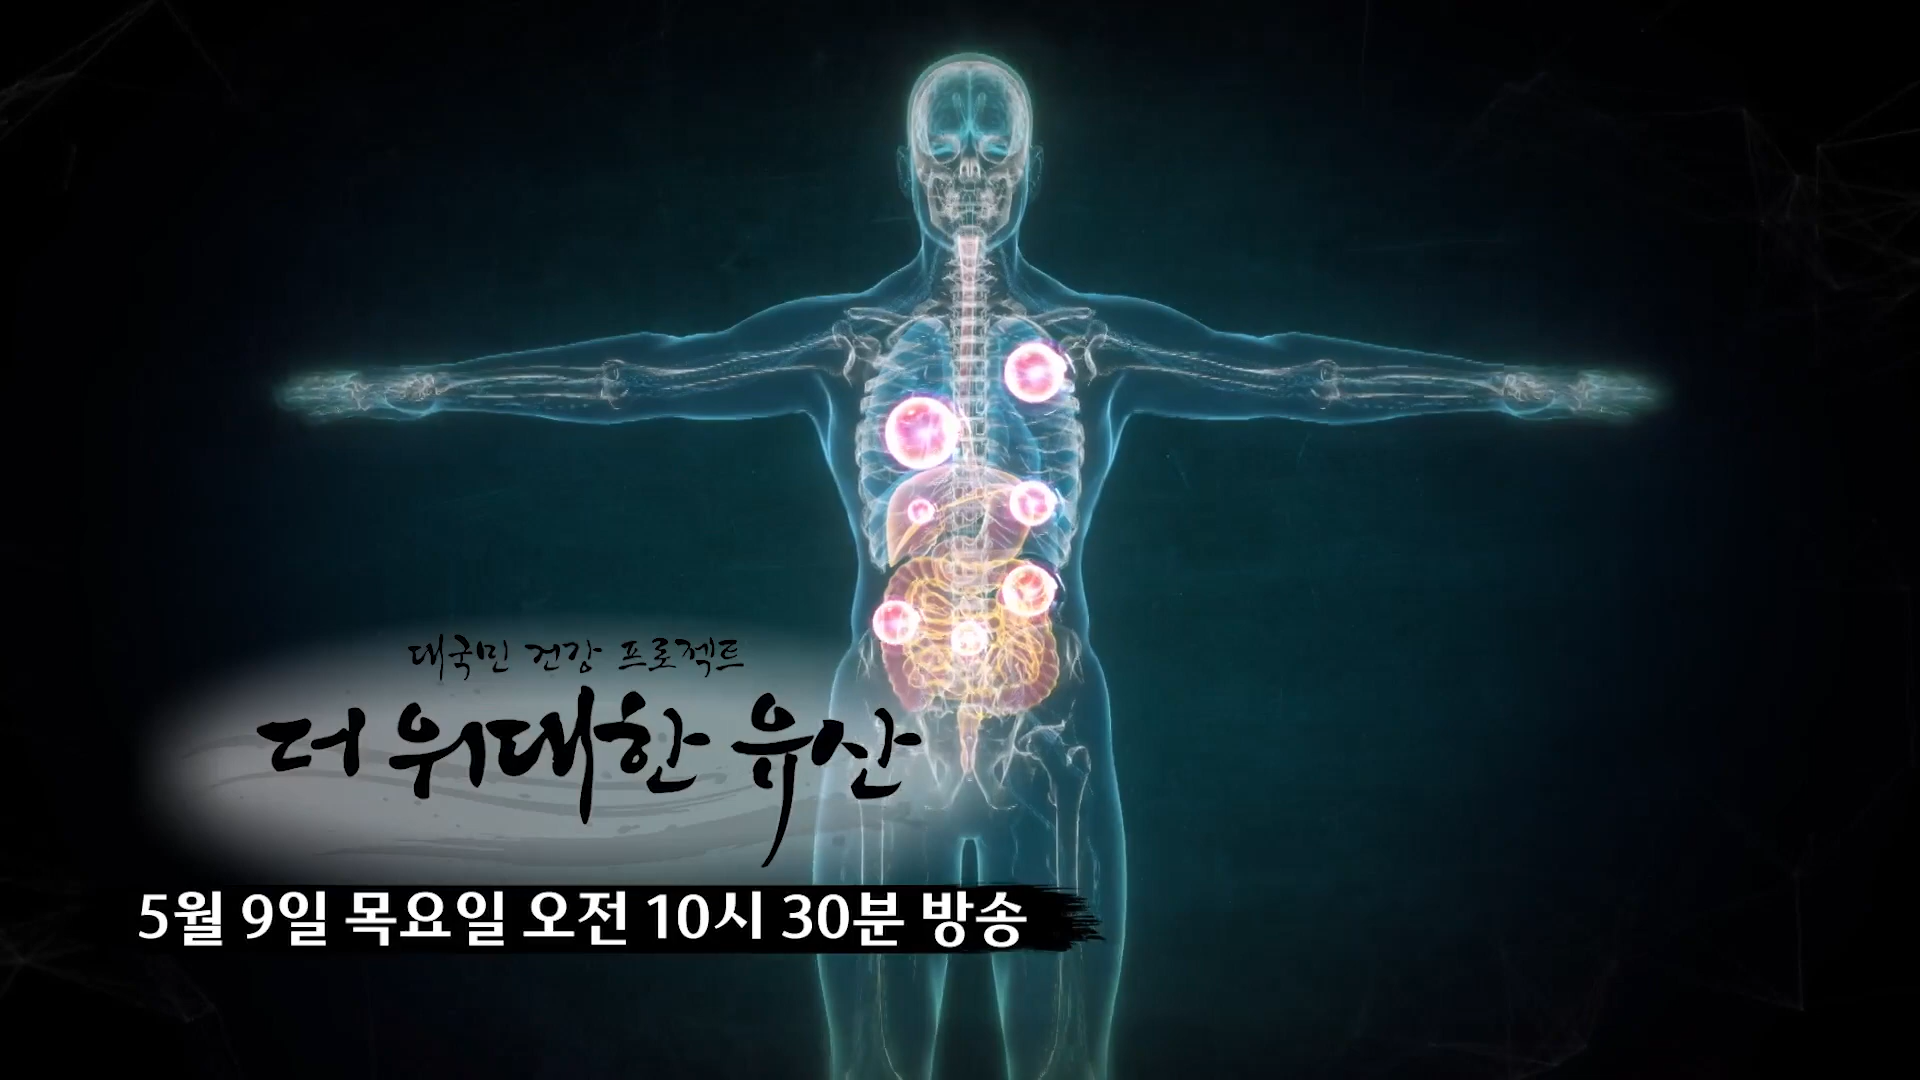 대국민 건강 프로젝트
더 위대한 유산
5월 9일 목요일 오전 10시 30분 방송